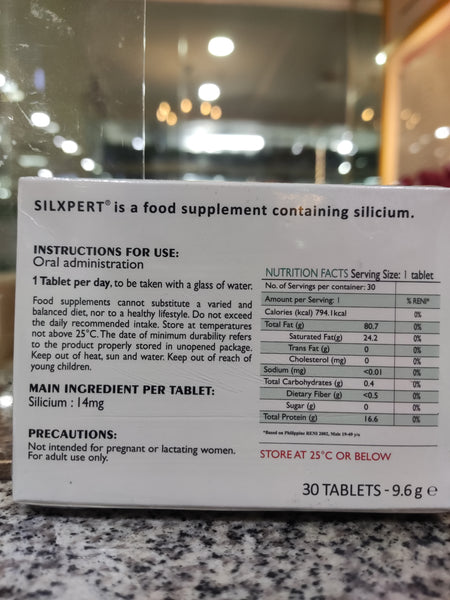 SILXPERT® is a food supplement containing silicium.
INSTRUCTIONS FOR USE:
Oral administration
1 Tablet per day, to be taken with a glass of water.
Food supplements cannot substitute a varied and
balanced diet, nor to a healthy lifestyle. Do not exceed
the daily recommended intake. Store at temperatures
not above 25°C. The date of minimum durability refers
to the product properly stored in unopened package.
Keep out of heat, sun and water. Keep out of reach of
young children.
MAIN INGREDIENT PER TABLET:
Silicium : 14mg
PRECAUTIONS:
Not intended for pregnant or lactating women.
For adult use only.
NUTRITION FACTS Serving Size: 1 tablet
No. of Servings per container: 30
Amount per Serving: 1 % RENI*
Calories (kcal) 794.1kcal 0%
Total Fat (g) 80.7 0%
Saturated Fat(g) 24.2 0%
Trans Fat (g) 0 0%
Cholesterol (mg) 0 0%
Sodium (mg) <0.01 0%
Total Carbohydrates (g) 0.4 0%
Dietary Fiber (g) <0.5 0%
Sugar (g) 0 0%
Total Protein (g) 16.6 0%
*Based on Philippine RENI 2002, Male 19-49 yrs
STORE AT 25°C OR BELOW
30 TABLETS - 9.6 g ℮